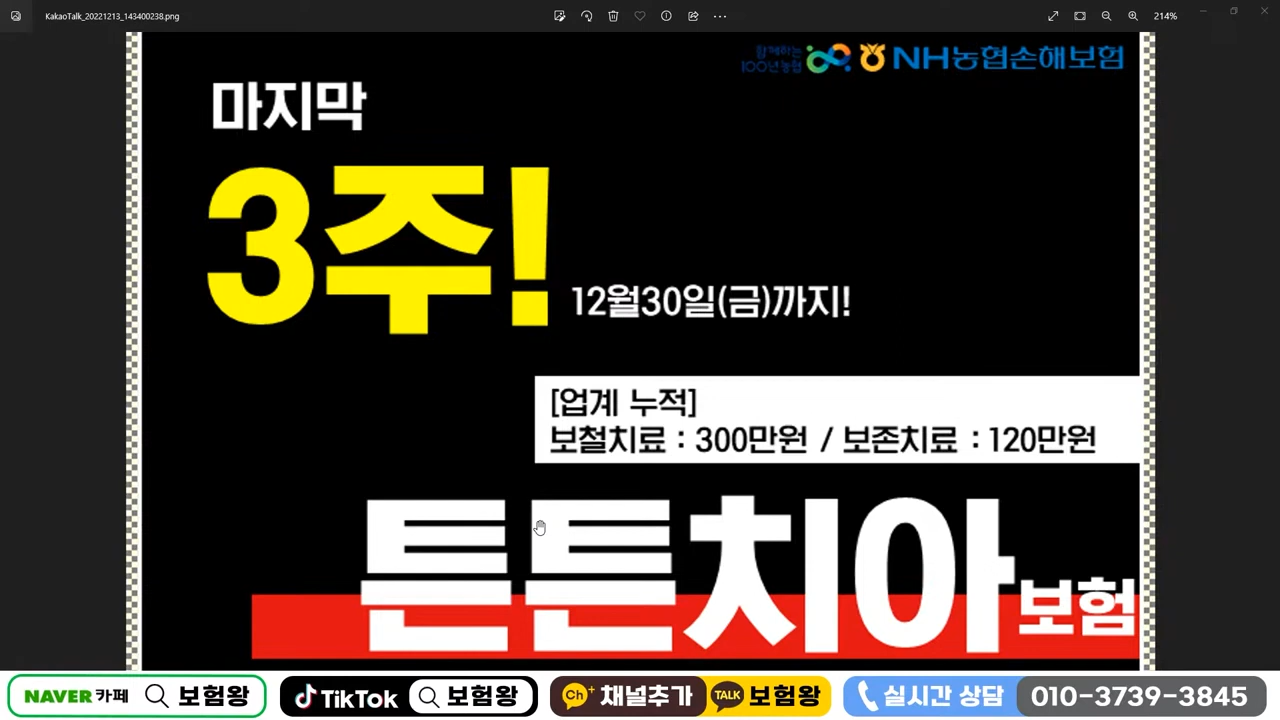 KakaoTalk_20221213_143400238.png
214%
함께하는
100년 농협
NH농협손해보험
마지막
3주!
12월30일(금)까지!
[업계 누적]
보철치료 : 300만원 / 보존치료 : 120만원
튼튼치아보험
NAVER 카페 보험왕
TikTok 보험왕
Ch+ 채널추가 TALK 보험왕
실시간 상담 010-3739-3845